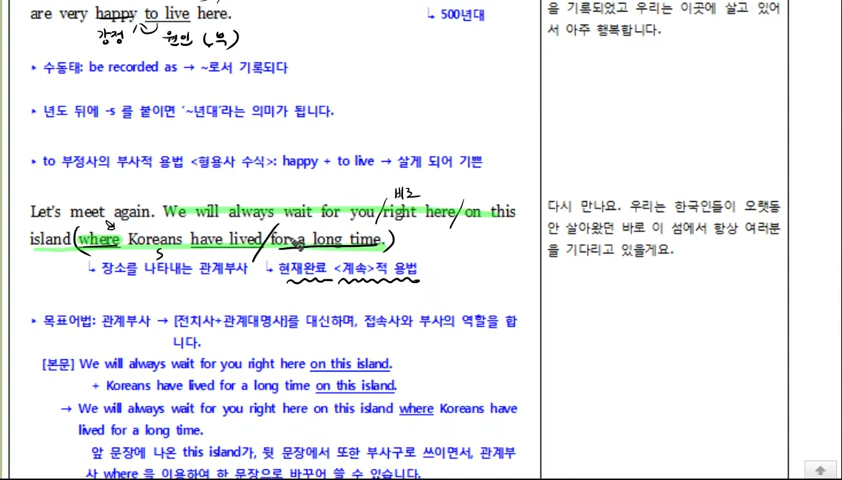 are very happy to live here.
↳ 500년대
을 기록되었고 우리는 이곳에 살고 있어
서 아주 행복합니다.
감정
원인 (부)
‣ 수동태: be recorded as → ~로서 기록되다
‣ 년도 뒤에 -s 를 붙이면 '~년대'라는 의미가 됩니다.
‣ to 부정사의 부사적 용법 <형용사 수식>: happy + to live → 살게 되어 기쁜
바로
Let's meet again. We will always wait for you/right here/on this
island (where Koreans have lived/for a long time.)
S
다시 만나요. 우리는 한국인들이 오랫동
안 살아왔던 바로 이 섬에서 항상 여러분
을 기다리고 있을게요.
↳ 장소를 나타내는 관계부사 ↳ 현재완료 <계속>적 용법
‣ 목표어법: 관계부사 → [전치사+관계대명사]를 대신하며, 접속사와 부사의 역할을 합
니다.
[본문] We will always wait for you right here on this island.
+ Koreans have lived for a long time on this island.
→ We will always wait for you right here on this island where Koreans have
lived for a long time.
앞 문장에 나온 this island가, 뒷 문장에서 또한 부사구로 쓰이면서, 관계부
사 where 을 이용하여 한 문장으로 바꾸어 쓸 수 있습니다.